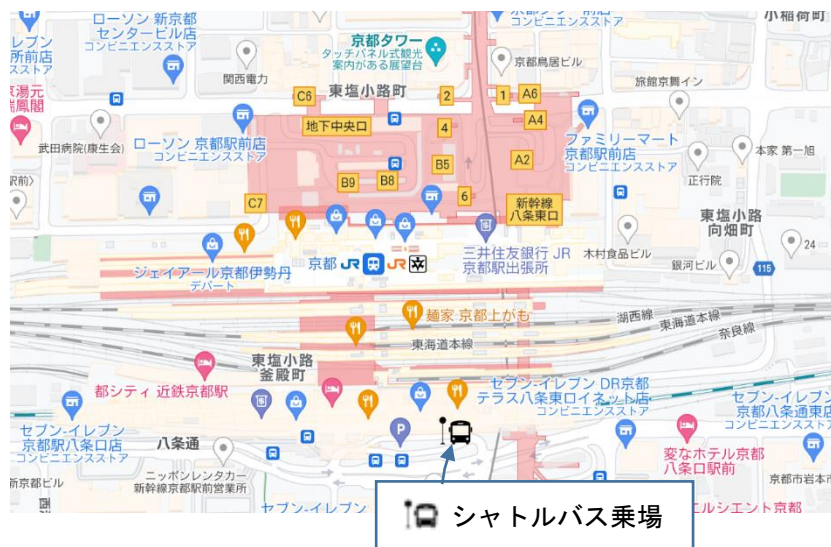 ローソン 新京都
センタービル店
コンビニエンスストア
京都タワー
タッチパネル式観光
案内がある展望台
関西電力
京都鳥居ビル
小稲荷町
旅館京舞イン
C6
東塩小路町
2
1
A6
地下中央口
4
A4
ローソン 京都駅前店
コンビニエンスストア
武田病院(康生会)
ファミリーマート
京都駅前店
コンビニエンスストア
本家 第一旭
B5
A2
B9
B8
正行院
C7
6
新幹線
八条東口
東塩小路
向畑町
三井住友銀行 JR
京都駅出張所
木村食品ビル
24
銀河ビル
115
京都 JR JR
ジェイアール京都伊勢丹
デパート
麺家 京都上がも
湖西線
東海道本線
奈良線
東海道本線
東塩小路
釜殿町
都シティ 近鉄京都駅
セブン-イレブン DR京都
テラス八条東口ロイネット店
コンビニエンスストア
セブン-イレブン
京都八条通東店
コンビニエンスストア
セブン-イレブン
京都駅八条口店
コンビニエンスストア
八条通
P
変なホテル京都
八条口駅前
ニッポンレンタカー
新幹線京都駅前営業所
新京都ビル
京都市岩本市
セブン-イレブン
エルシエント京都
シャトルバス乗場